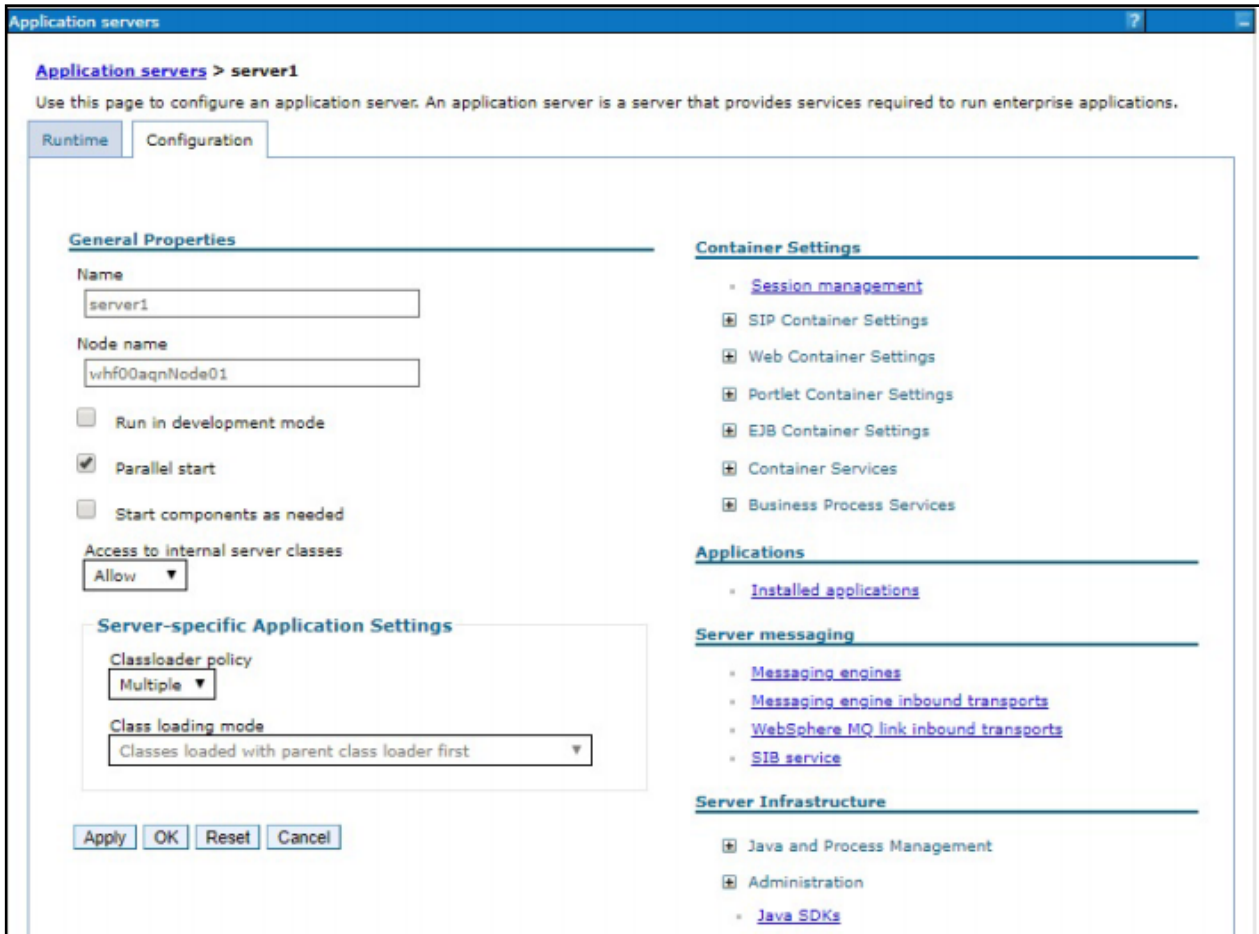 Application servers
?
Application servers > server1
Use this page to configure an application server. An application server is a server that provides services required to run enterprise applications.
Runtime
Configuration
General Properties
Name
server1
Node name
whf00aqnNode01
Run in development mode
Parallel start
Start components as needed
Access to internal server classes
Allow
Server-specific Application Settings
Classloader policy
Multiple
Class loading mode
Classes loaded with parent class loader first
Apply
OK
Reset
Cancel
Container Settings
Session management
SIP Container Settings
Web Container Settings
Portlet Container Settings
EJB Container Settings
Container Services
Business Process Services
Applications
Installed applications
Server messaging
Messaging engines
Messaging engine inbound transports
WebSphere MQ link inbound transports
SIB service
Server Infrastructure
Java and Process Management
Administration
Java SDKs